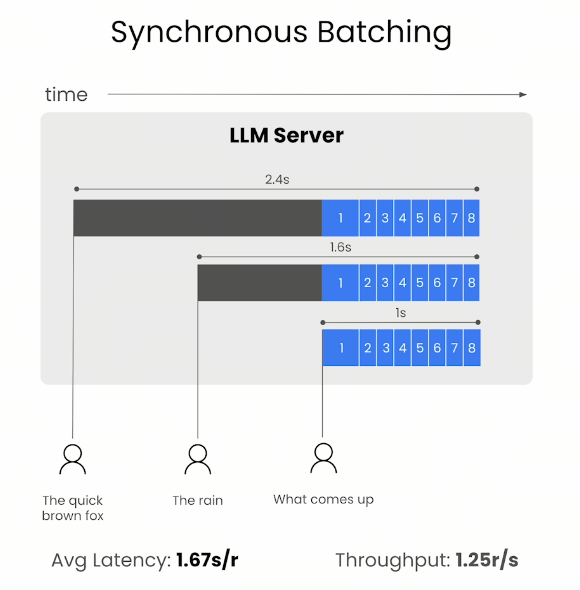 Synchronous Batching
time
LLM Server
2.4s
1 2 3 4 5 6 7 8
1.6s
1 2 3 4 5 6 7 8
1s
1 2 3 4 5 6 7 8
The quick
brown fox
The rain
What comes up
Avg Latency: 1.67s/r
Throughput: 1.25r/s